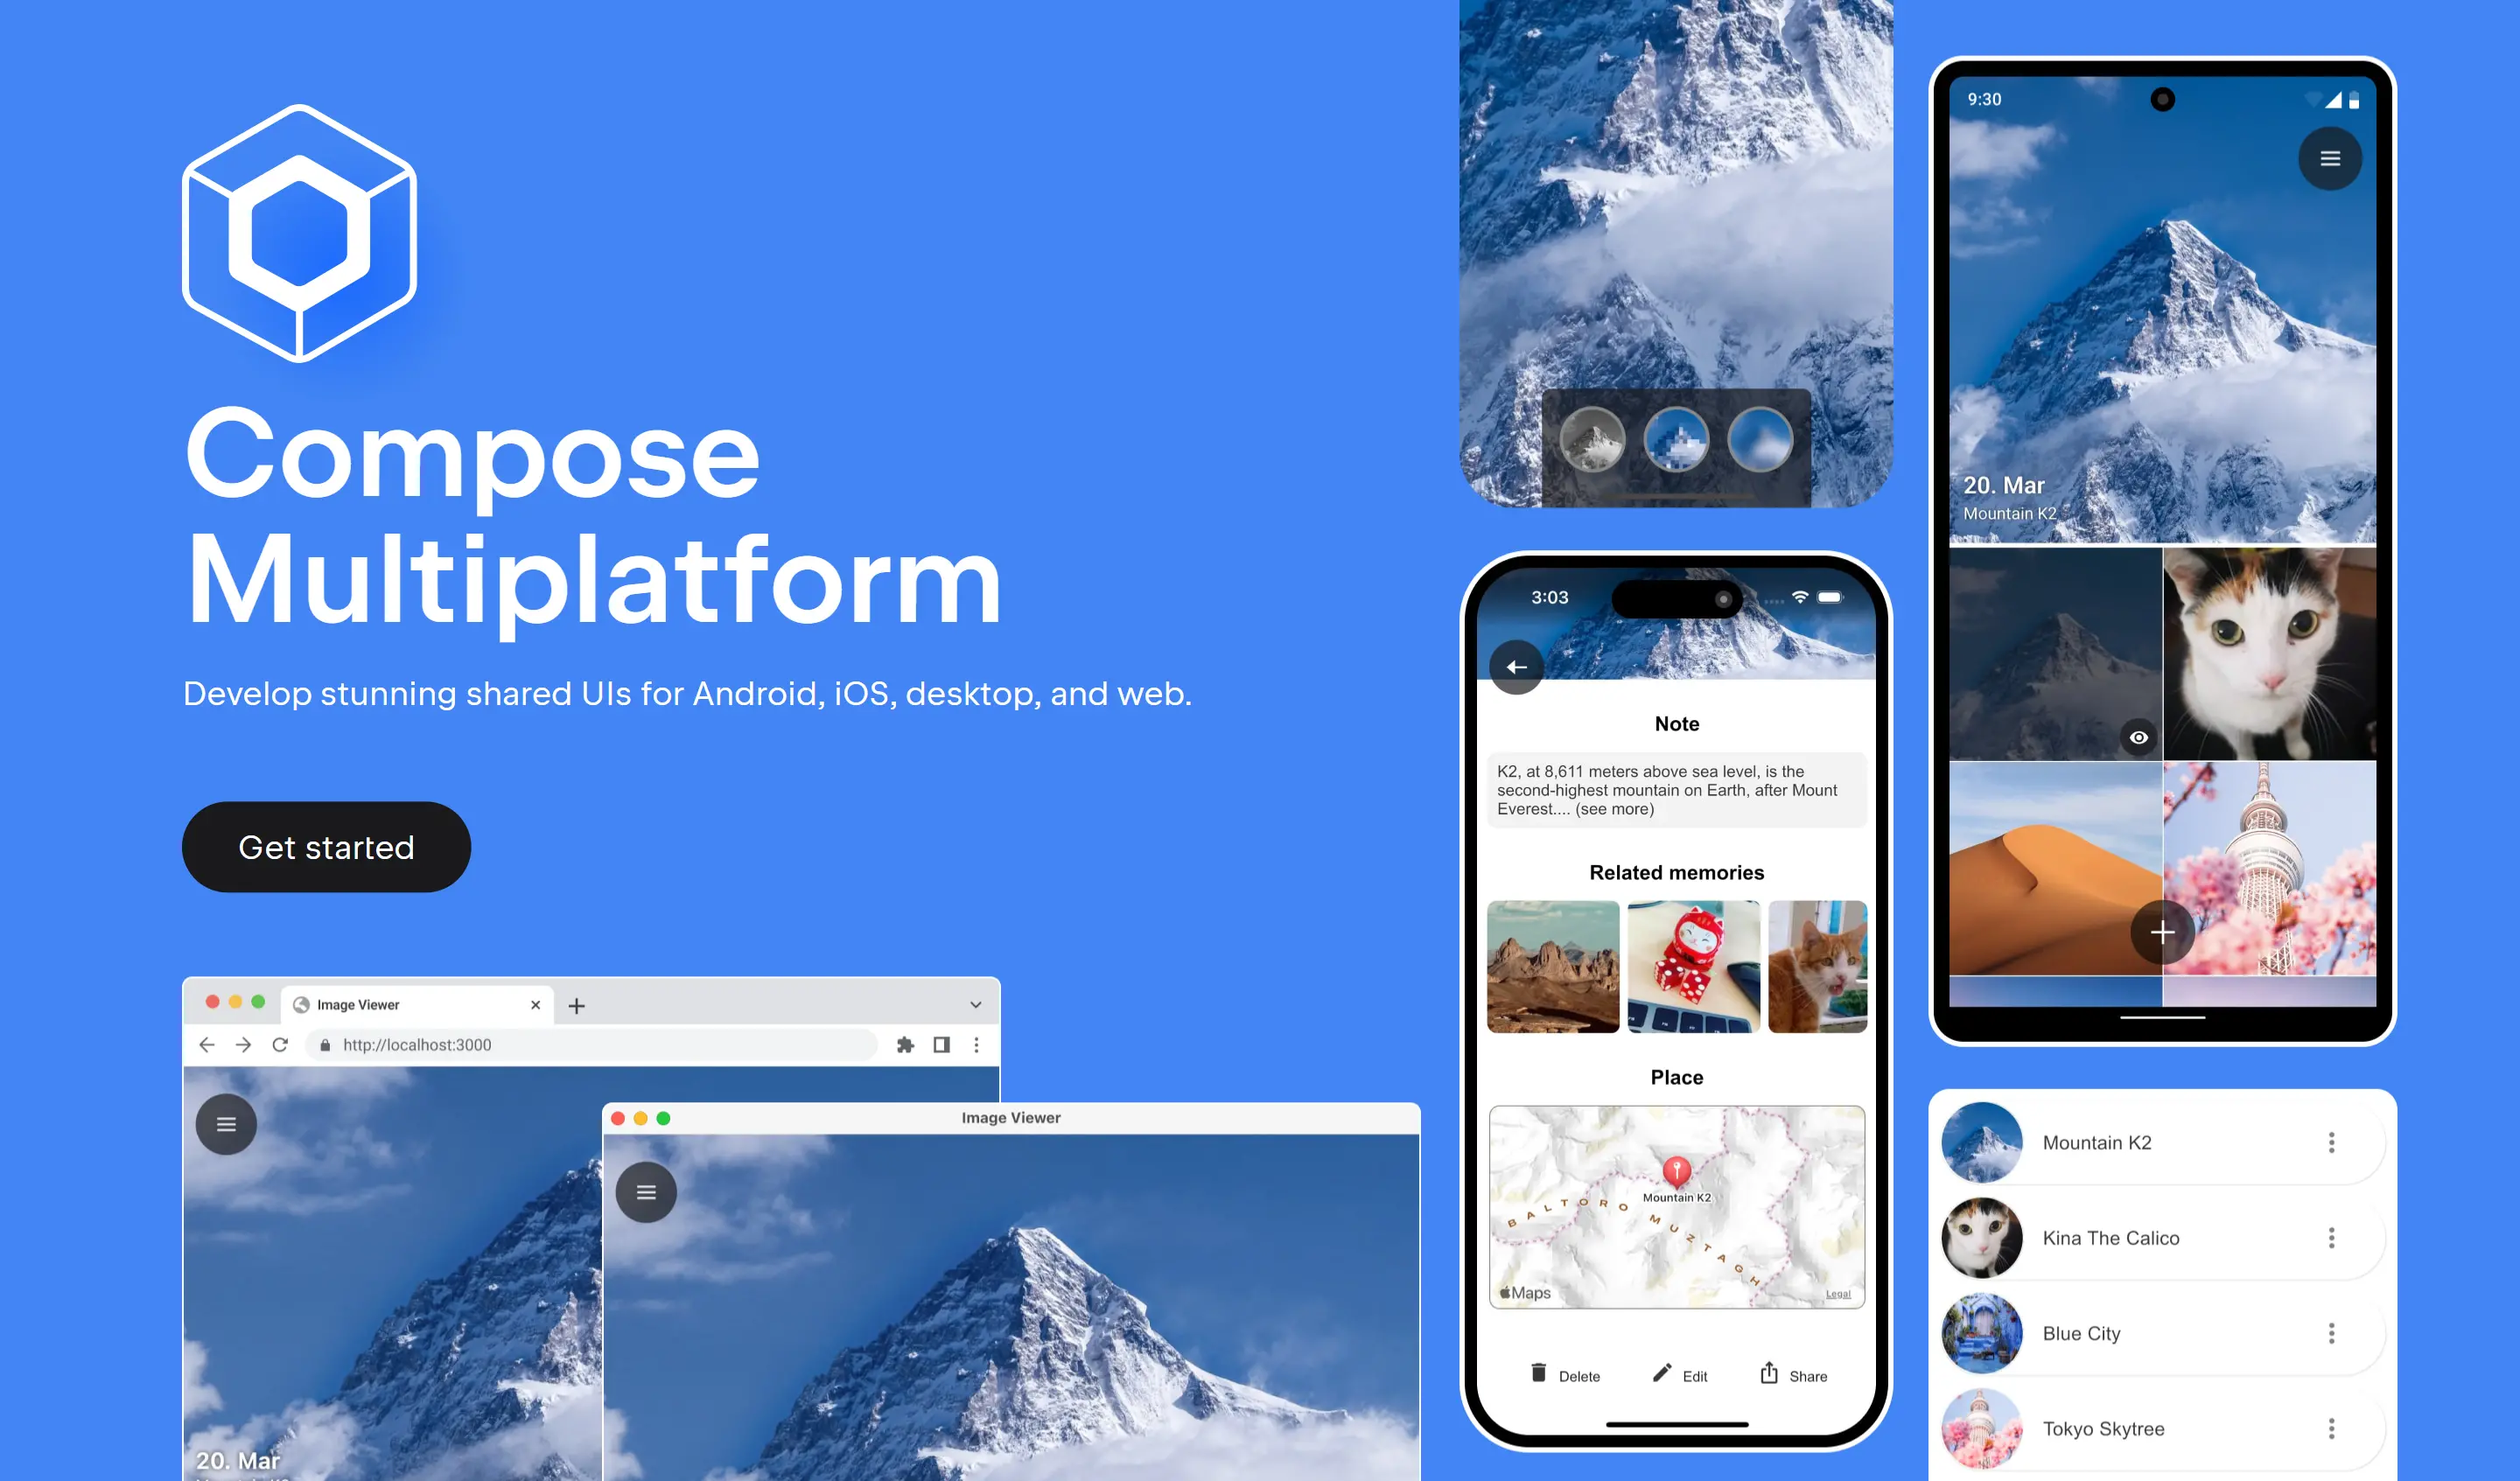 Compose
Multiplatform
Develop stunning shared UIs for Android, iOS, desktop, and web.
Get started
Image Viewer
http://localhost:3000
20. Mar
Image Viewer
3:03
Note
K2, at 8,611 meters above sea level, is the
second-highest mountain on Earth, after Mount
Everest.... (see more)
Related memories
Place
Mountain K2
BALTORO MUZTAGH
Maps
Legal
Delete
Edit
Share
9:30
20. Mar
Mountain K2
Mountain K2
Kina The Calico
Blue City
Tokyo Skytree